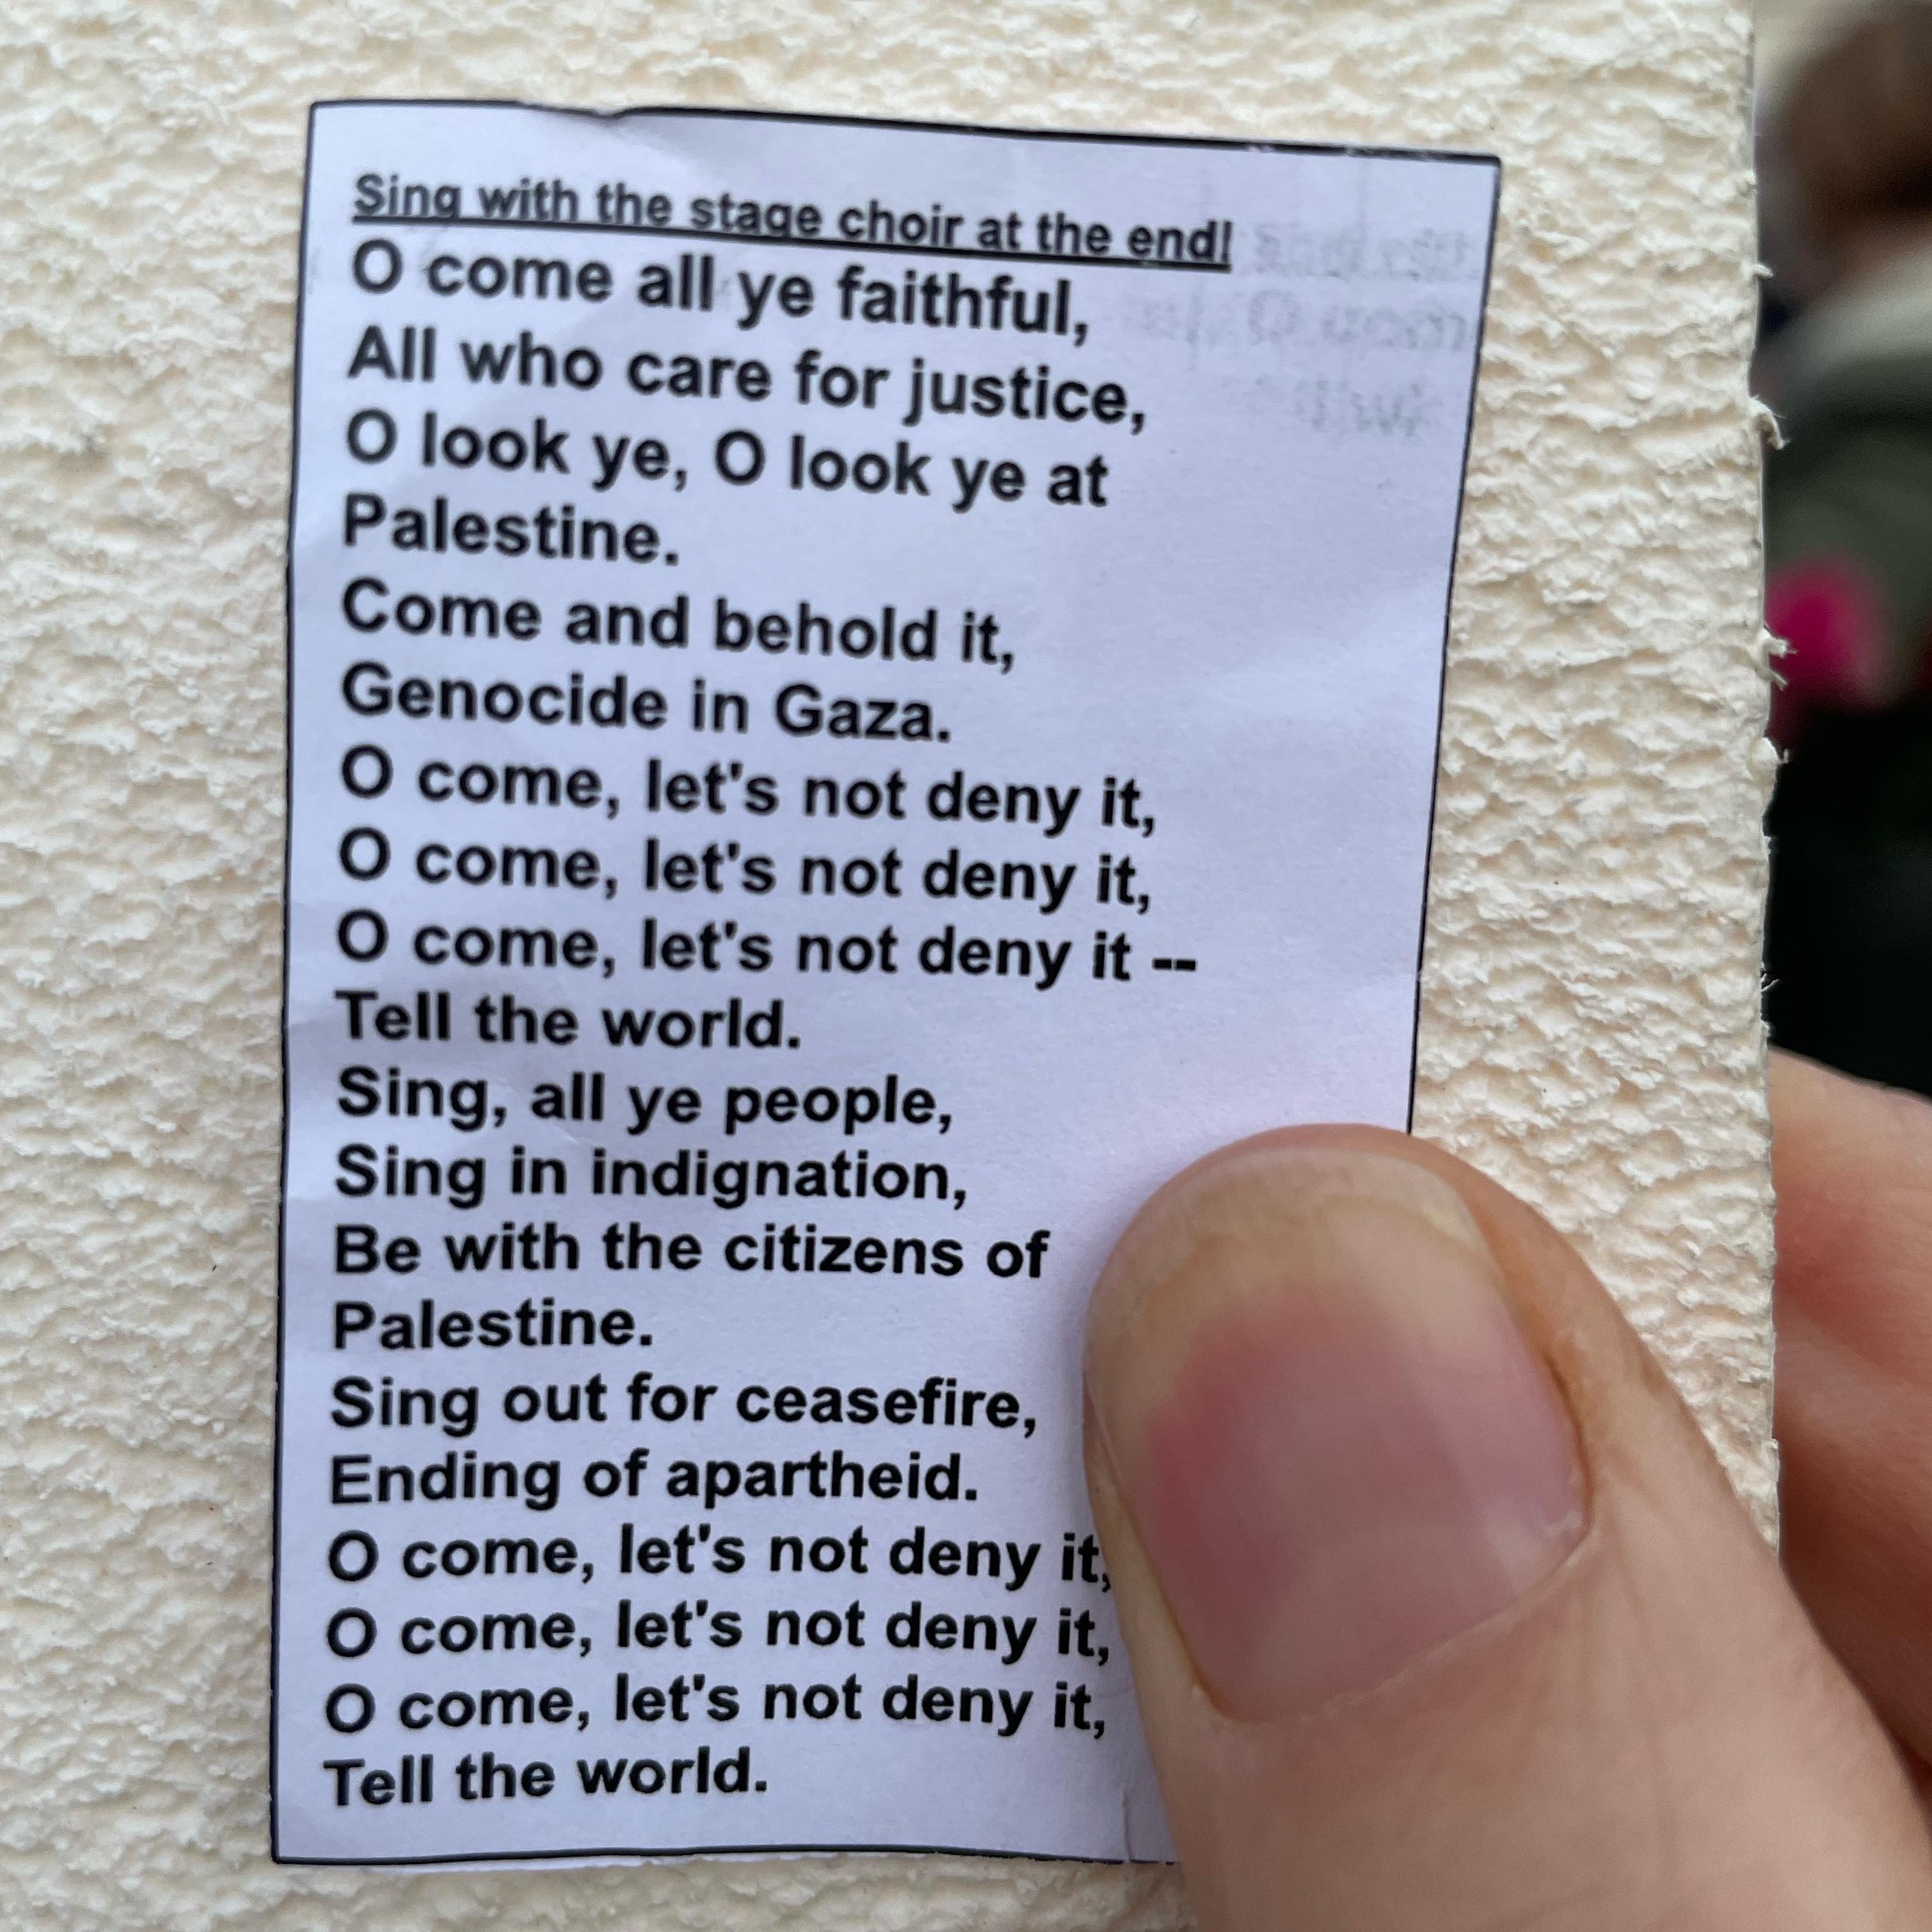 Sing with the stage choir at the end!
O come all ye faithful,
All who care for justice,
O look ye, O look ye at
Palestine.
Come and behold it,
Genocide in Gaza.
O come, let's not deny it,
O come, let's not deny it,
O come, let's not deny it --
Tell the world.
Sing, all ye people,
Sing in indignation,
Be with the citizens of
Palestine.
Sing out for ceasefire,
Ending of apartheid.
O come, let's not deny it,
O come, let's not deny it,
O come, let's not deny it,
Tell the world.